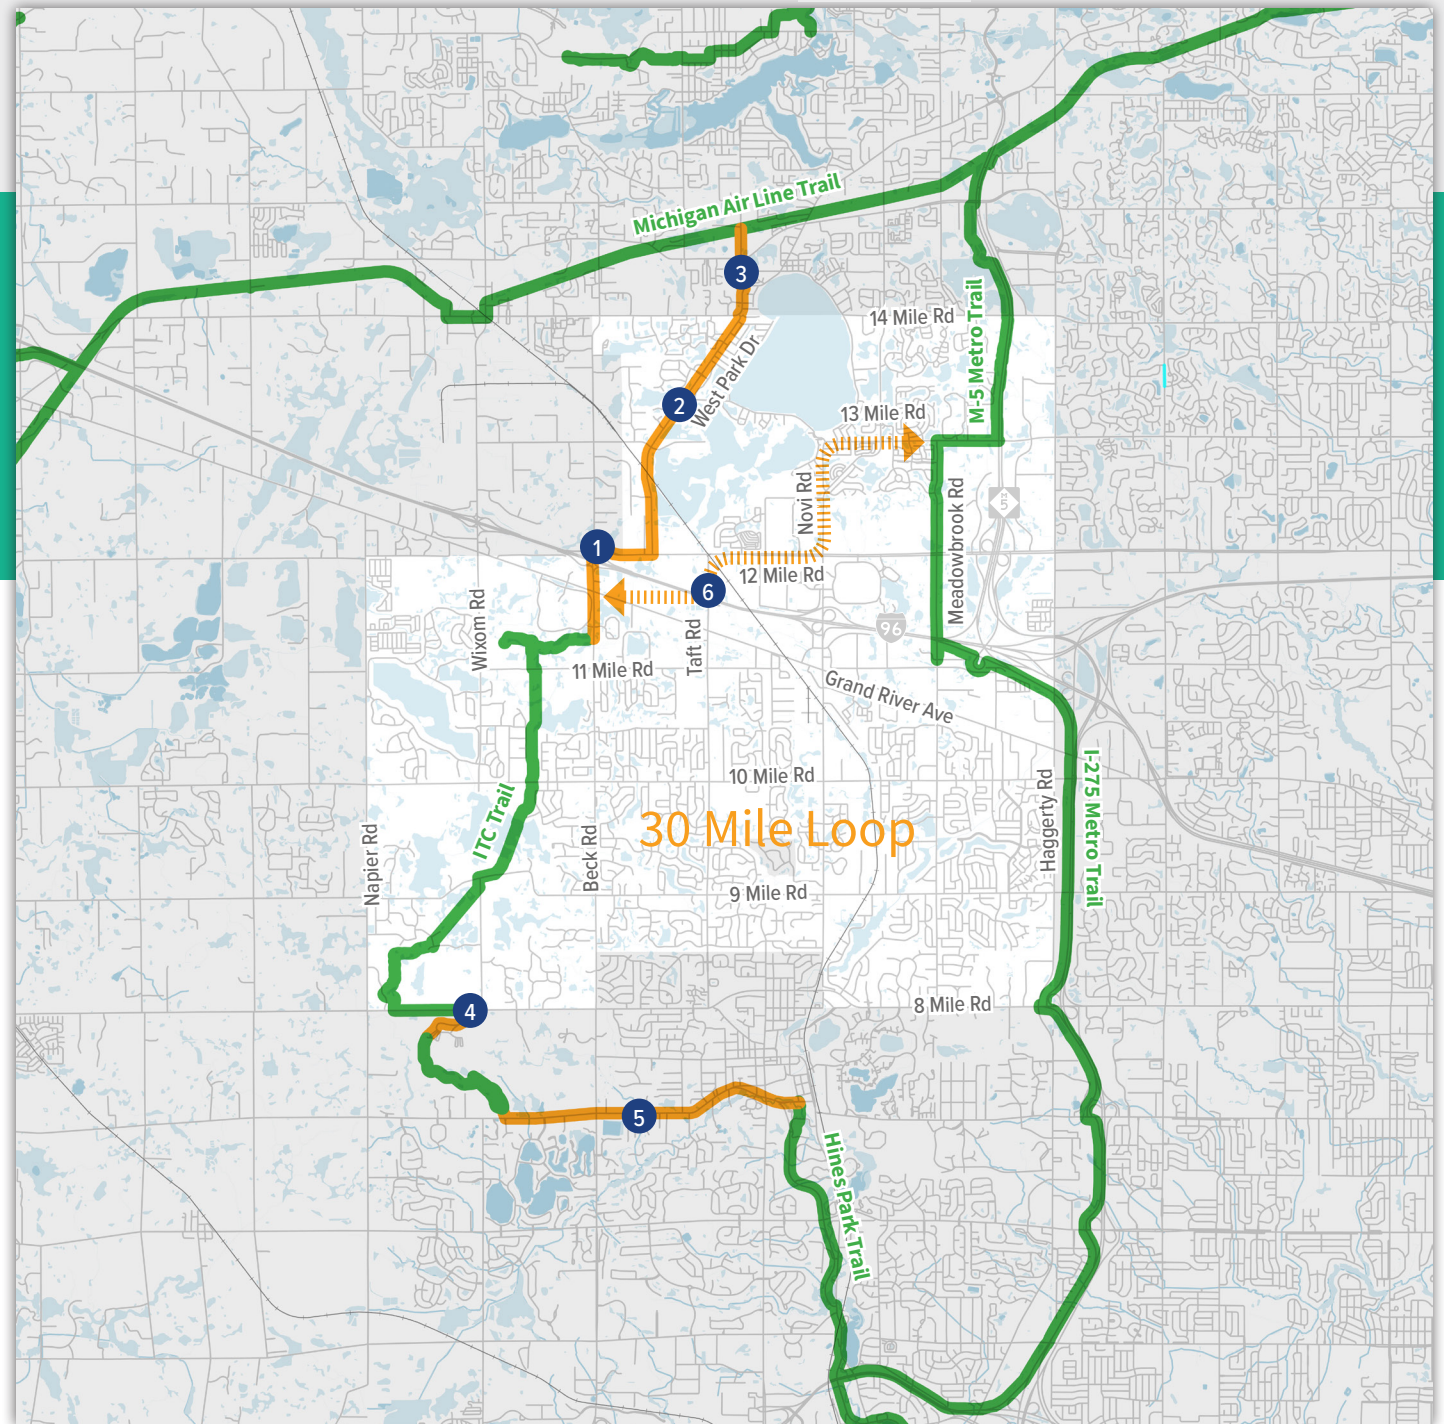 Michigan Air Line Trail
3
14 Mile Rd
M-5 Metro Trail
West Park Dr
2
13 Mile Rd
Novi Rd
Meadowbrook Rd
5
1
12 Mile Rd
6
96
Wixom Rd
Taft Rd
11 Mile Rd
Grand River Ave
10 Mile Rd
I-275 Metro Trail
Haggerty Rd
ITC Trail
30 Mile Loop
Napier Rd
Beck Rd
9 Mile Rd
4
8 Mile Rd
5
Hines Park Trail